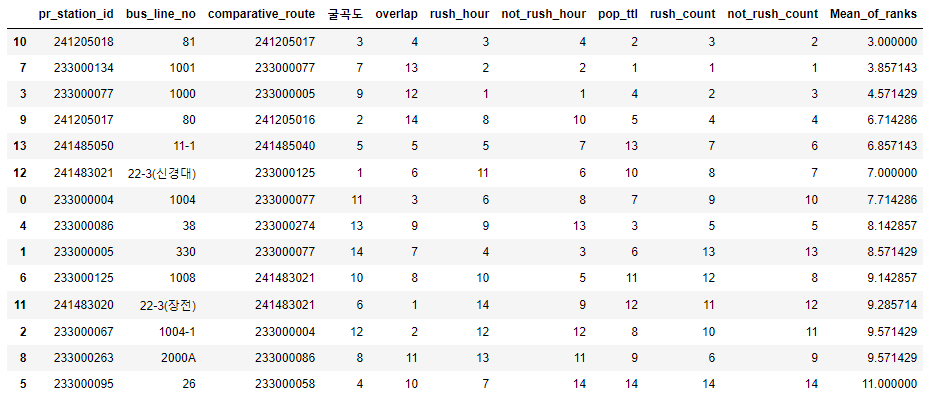 pr_station_id bus_line_no comparative_route 굴곡도 overlap rush_hour not_rush_hour pop_ttl rush_count not_rush_count Mean_of_ranks
10 241205018 81 241205017 3 4 3 4 2 3 2 3.000000
7 233000134 1001 233000077 7 13 2 2 1 1 1 3.857143
3 233000077 1000 233000005 9 12 1 1 4 2 3 4.571429
9 241205017 80 241205016 2 14 8 10 5 4 4 6.714286
13 241485050 11-1 241485040 5 5 5 7 13 7 6 6.857143
12 241483021 22-3(신경대) 233000125 1 6 11 6 10 8 7 7.000000
0 233000004 1004 233000077 11 3 6 8 7 9 10 7.714286
4 233000086 38 233000274 13 9 9 13 3 5 5 8.142857
1 233000005 330 233000077 14 7 4 3 6 13 13 8.571429
6 233000125 1008 241483021 10 8 10 5 11 12 8 9.142857
11 241483020 22-3(장전) 241483021 6 1 14 9 12 11 12 9.285714
2 233000067 1004-1 233000004 12 2 12 12 8 10 11 9.571429
8 233000263 2000A 233000086 8 11 13 11 9 6 9 9.571429
5 233000095 26 233000058 4 10 7 14 14 14 14 11.000000